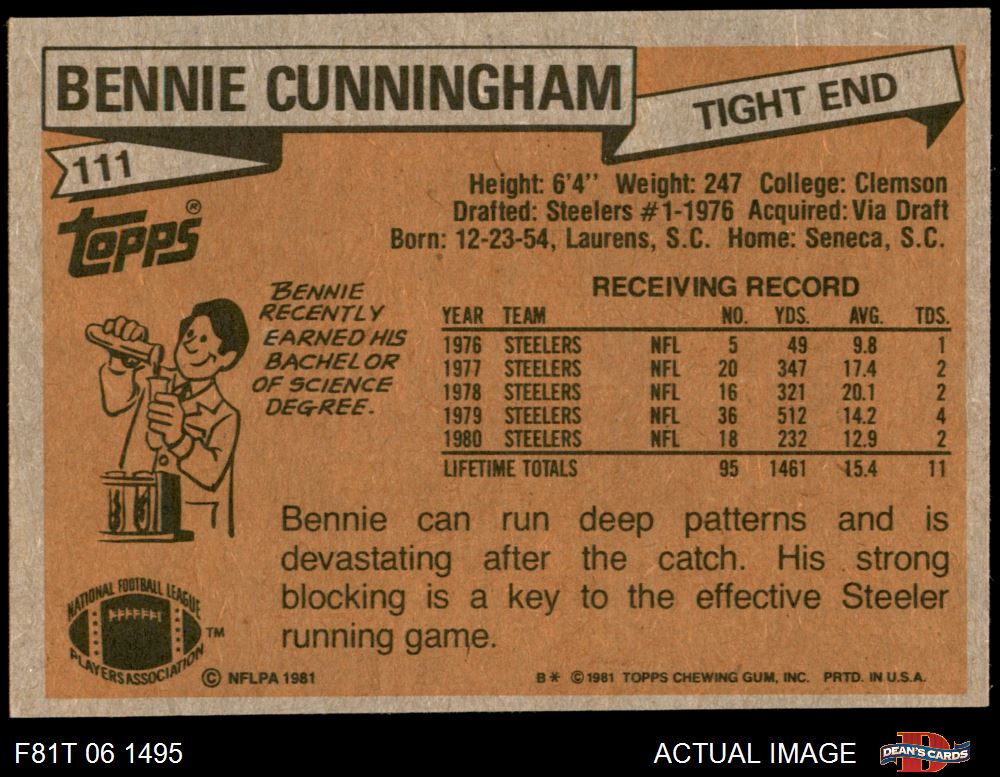 BENNIE CUNNINGHAM
TIGHT END
111
Topps®
Height: 6'4'' Weight: 247 College: Clemson
Drafted: Steelers #1-1976 Acquired: Via Draft
Born: 12-23-54, Laurens, S.C. Home: Seneca, S.C.
BENNIE
RECENTLY
EARNED HIS
BACHELOR
OF SCIENCE
DEGREE.
RECEIVING RECORD
YEAR TEAM NO. YDS. AVG. TDS.
1976 STEELERS NFL 5 49 9.8 1
1977 STEELERS NFL 20 347 17.4 2
1978 STEELERS NFL 16 321 20.1 2
1979 STEELERS NFL 36 512 14.2 4
1980 STEELERS NFL 18 232 12.9 2
LIFETIME TOTALS 95 1461 15.4 11
Bennie can run deep patterns and is
devastating after the catch. His strong
blocking is a key to the effective Steeler
running game.
NATIONAL FOOTBALL LEAGUE
PLAYERS ASSOCIATION
TM
© NFLPA 1981
B* © 1981 TOPPS CHEWING GUM, INC. PRTD. IN U.S.A.
F81T 06 1495
ACTUAL IMAGE
D
DEAN'S CARDS